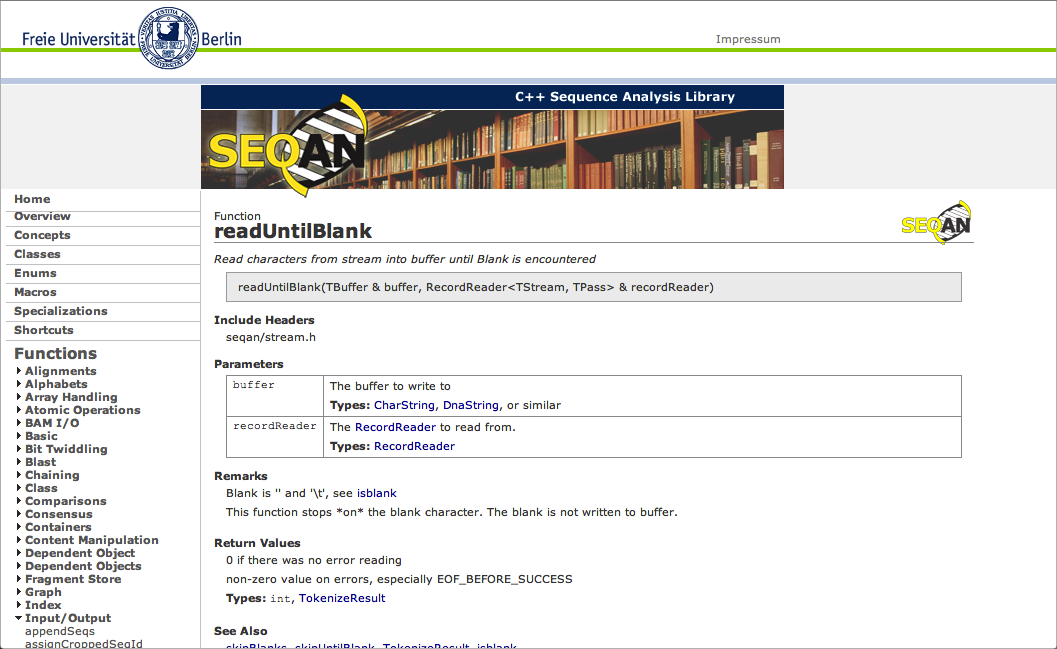 Freie Universität Berlin
Impressum
C++ Sequence Analysis Library
SEQAN
Home
Overview
Concepts
Classes
Enums
Macros
Specializations
Shortcuts
Functions
Alignments
Alphabets
Array Handling
Atomic Operations
BAM I/O
Basic
Bit Twiddling
Blast
Chaining
Class
Comparisons
Consensus
Containers
Content Manipulation
Dependent Object
Dependent Objects
Fragment Store
Graph
Index
Input/Output
appendSeqs
assignCroppedSeqId
Function
readUntilBlank
SEQAN
Read characters from stream into buffer until Blank is encountered
readUntilBlank(TBuffer & buffer, RecordReader<TStream, TPass> & recordReader)
Include Headers
seqan/stream.h
Parameters
buffer
The buffer to write to
Types: CharString, DnaString, or similar
recordReader
The RecordReader to read from.
Types: RecordReader
Remarks
Blank is '' and '\t', see isblank
This function stops *on* the blank character. The blank is not written to buffer.
Return Values
0 if there was no error reading
non-zero value on errors, especially EOF_BEFORE_SUCCESS
Types: int, TokenizeResult
See Also
skipBlanks, skipUntilBlank, TokenizeResult, isblank